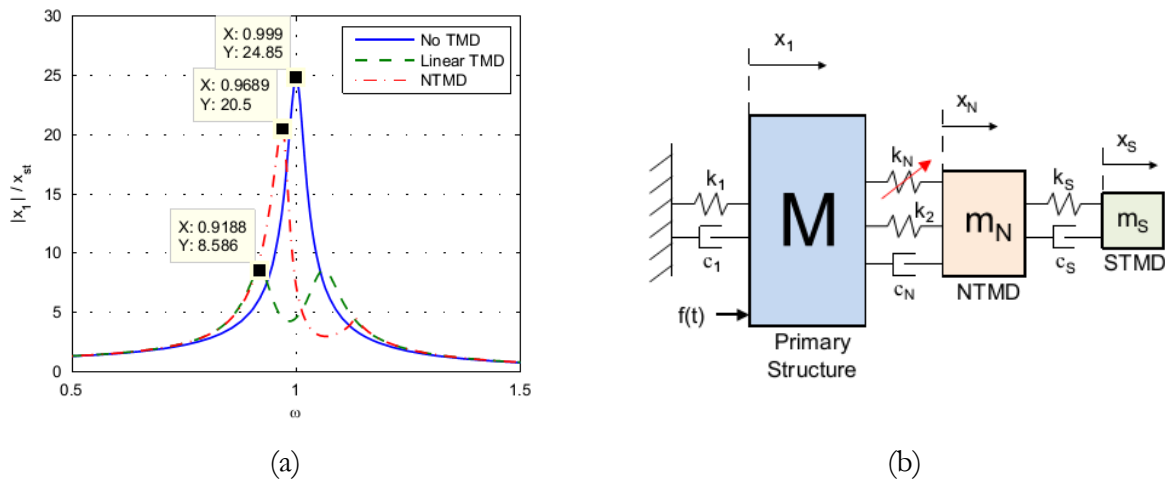 30
25
20
15
10
5
0
0.5
1
1.5
|x1| / xst
ω
X: 0.999
Y: 24.85
X: 0.9689
Y: 20.5
X: 0.9188
Y: 8.586
No TMD
Linear TMD
NTMD
(a)
x1
xN
xS
k1
c1
M
kN
k2
cN
mN
NTMD
kS
cS
mS
STMD
f(t)
Primary
Structure
(b)